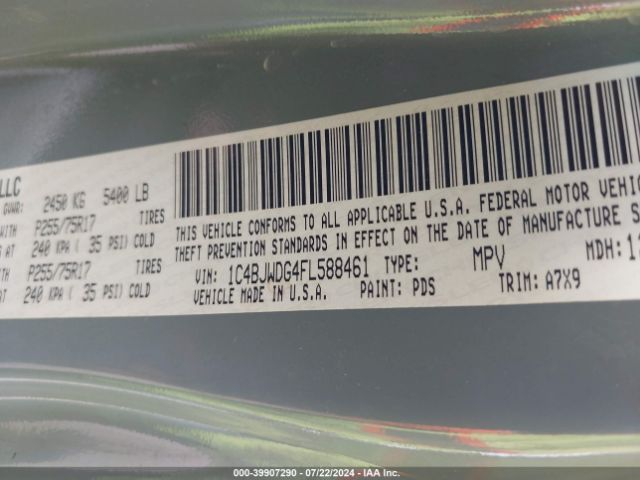 LLC
GVWR: 2450 KG 5400 LB
WITH P255/75R17 TIRES
240 KPA ( 35 PSI) COLD
WITH P255/75R17 TIRES
AT 240 KPA ( 35 PSI) COLD
THIS VEHICLE CONFORMS TO ALL APPLICABLE U.S.A. FEDERAL MOTOR VEHIC
THEFT PREVENTION STANDARDS IN EFFECT ON THE DATE OF MANUFACTURE S
VIN: 1C4BJWDG4FL588461 TYPE: MPV MDH:
VEHICLE MADE IN U.S.A. PAINT: PDS TRIM: A7X9
000-39907290 - 07/22/2024 - IAA Inc.